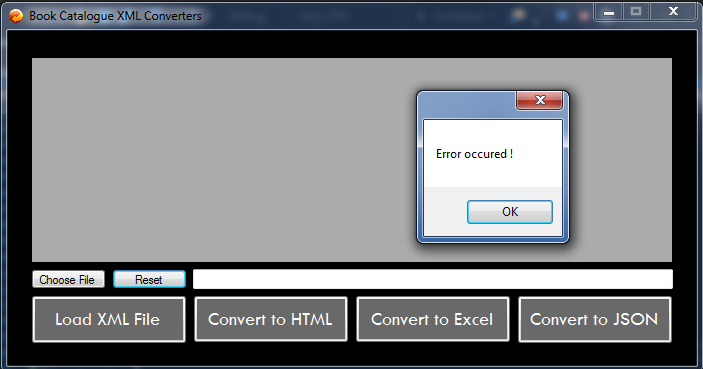 Book Catalogue XML Converters
Error occured !
OK
Choose File
Reset
Load XML File
Convert to HTML
Convert to Excel
Convert to JSON